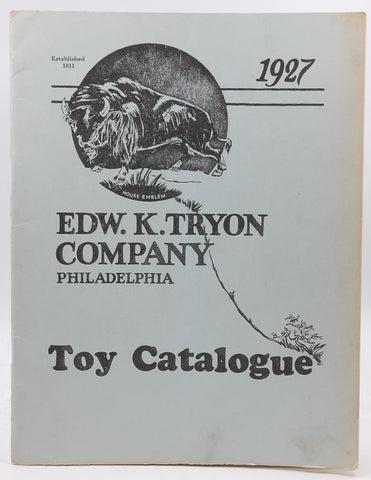 Established
1811
1927
HOUSE EMBLEM
EDW. K. TRYON
COMPANY
PHILADELPHIA
Toy Catalogue